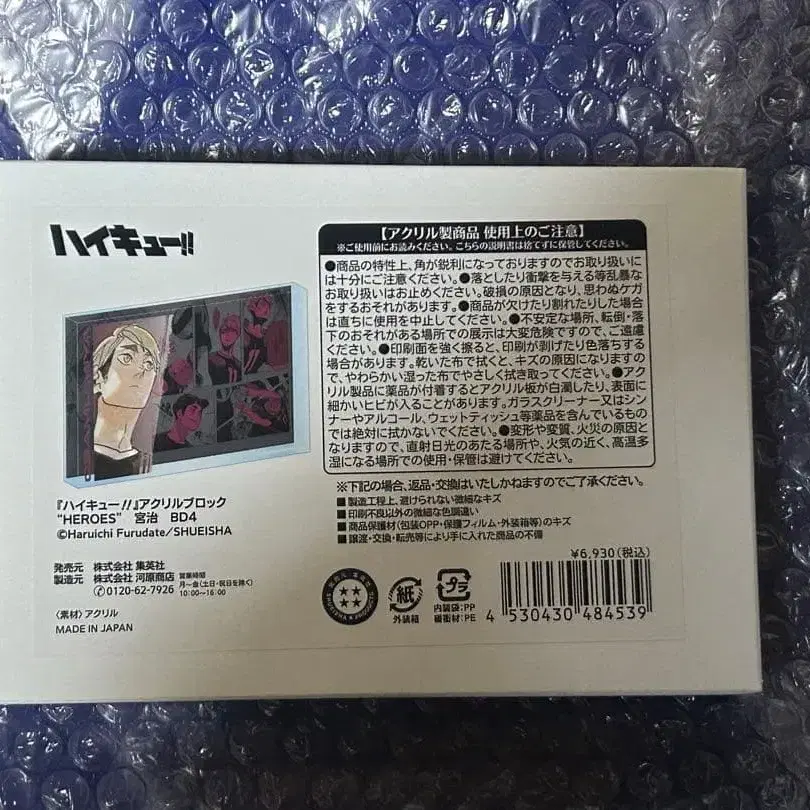 ハイキュー!!
『ハイキュー!!』アクリルブロック
"HEROES" 宮治 BD4
©Haruichi Furudate/SHUEISHA
発売元 株式会社 集英社
製造元 株式会社 河原商店
0120-62-7926
営業時間
月~金(土・日・祝日を除く)
10:00~16:00
〈素材〉アクリル
MADE IN JAPAN
【アクリル製商品 使用上のご注意】
※ご使用前にお読みください。こちらの説明書は捨てずに保管してください。
●商品の特性上、角が鋭利になっておりますのでお取り扱いに
は十分にご注意ください。●落としたり衝撃を与える等乱暴な
お取り扱いはお止めください。破損の原因となり、思わぬケガ
をするおそれがあります。●商品が欠けたり割れたりした場合
は直ちに使用を中止してください。●不安定な場所、転倒・落
下のおそれがある場所での展示は大変危険ですので、ご遠慮
ください。●印刷面を強く擦ると、印刷が剥げたり色落ちする
場合があります。乾いた布で拭くと、キズの原因になりますの
で、やわらかい湿った布でやさしく拭き取ってください。●アク
リル製品に薬品が付着するとアクリル板が白濁したり、表面に
細かいヒビが入ることがあります。ガラスクリーナー又はシン
ナーやアルコール、ウェットティッシュ等薬品を含んでいるもの
では絶対に拭かないでください。●変形や変質、火災の原因と
なりますので、直射日光のあたる場所や、火気の近く、高温多
湿になる場所での使用・保管は避けてください。
※下記の場合、返品・交換はいたしかねますのでご了承ください。
■製造工程上、避けられない微細なキズ
■印刷不良以外の微細な色調違い
■商品保護材(包装OPP・保護フィルム・外装箱等)のキズ
■譲渡・交換・転売等により手に入れた商品の不備
¥6,930(税込)
紙
外装箱
プラ
内装袋:PP
緩衝材:PE
4 530430 484539